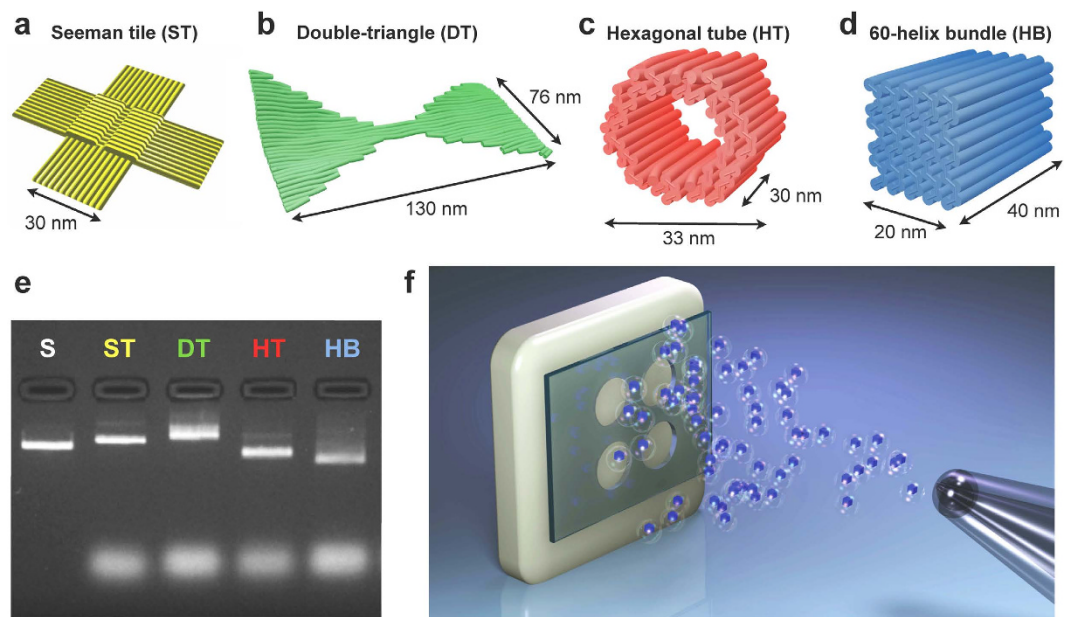 a Seeman tile (ST)
30 nm
b Double-triangle (DT)
76 nm
130 nm
c Hexagonal tube (HT)
30 nm
33 nm
d 60-helix bundle (HB)
20 nm
40 nm
e
S ST DT HT HB
f